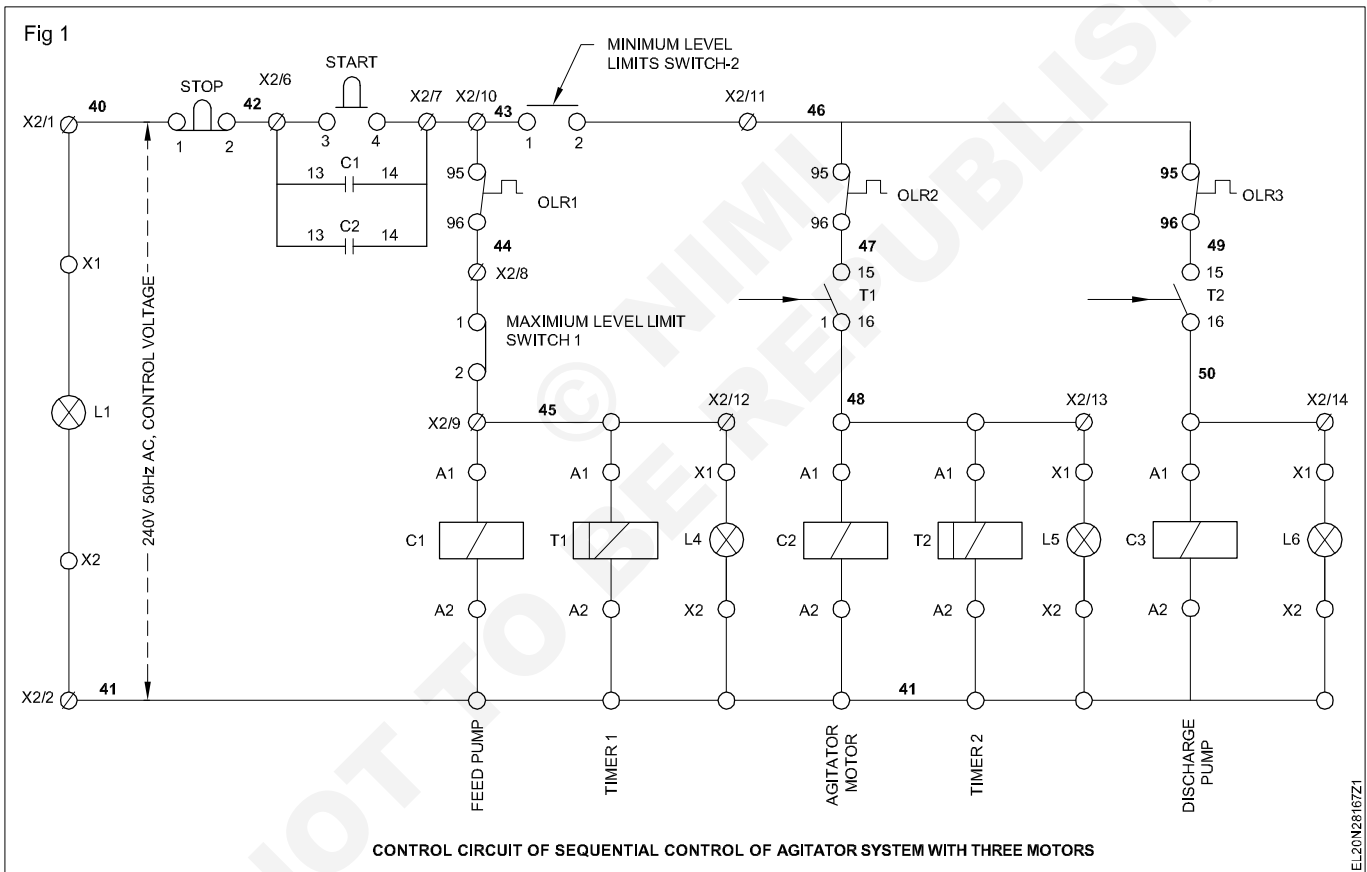 Fig 1
MINIMUM LEVEL
LIMITS SWITCH-2
STOP
START
X2/6
X2/7
X2/10
X2/11
X2/1
40
42
43
46
1
2
3
4
1
2
13
C1
14
13
C2
14
95
OLR1
96
44
X2/8
95
OLR2
96
47
15
T1
1
16
95
OLR3
96
49
15
T2
16
X1
1
MAXIMIUM LEVEL LIMIT
SWITCH 1
2
240V 50Hz AC, CONTROL VOLTAGE
L1
X2
X2/9
45
X2/12
48
X2/13
50
X2/14
A1
A1
X1
A1
A1
X1
A1
X1
C1
T1
L4
C2
T2
L5
C3
L6
A2
A2
X2
A2
A2
X2
A2
X2
X2/2
41
41
FEED PUMP
TIMER 1
AGITATOR
MOTOR
TIMER 2
DISCHARGE
PUMP
CONTROL CIRCUIT OF SEQUENTIAL CONTROL OF AGITATOR SYSTEM WITH THREE MOTORS
EL20N28167Z1
© NIMI
NOT TO BE REPUBLISH